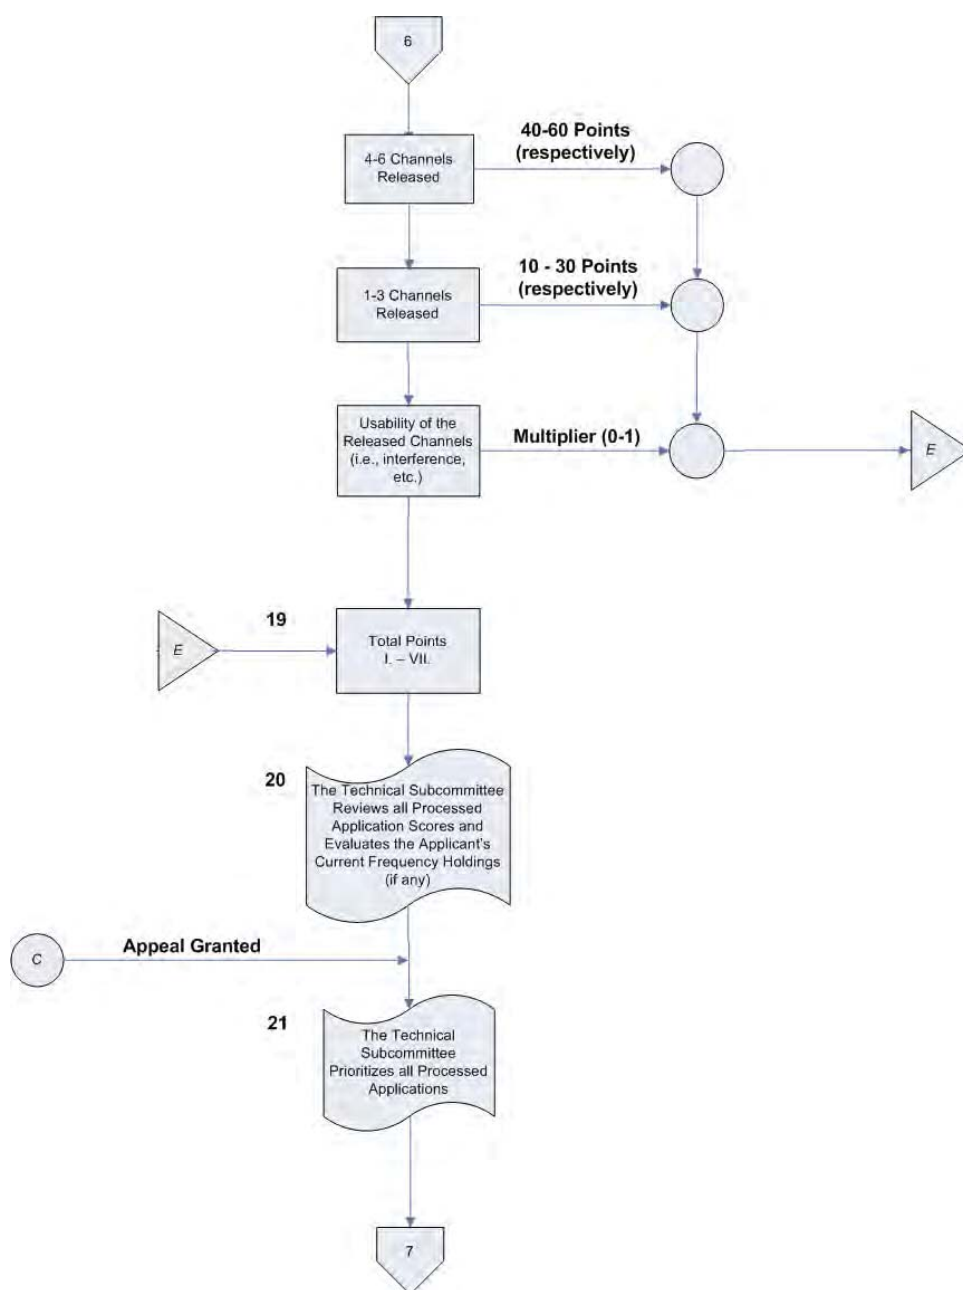 6
40-60 Points
(respectively)
4-6 Channels
Released
10 - 30 Points
(respectively)
1-3 Channels
Released
Usability of the
Released Channels
(i.e., interference,
etc.)
Multiplier (0-1)
E
19
E
Total Points
I. – VII.
20
The Technical Subcommittee
Reviews all Processed
Application Scores and
Evaluates the Applicant's
Current Frequency Holdings
(if any)
Appeal Granted
C
21
The Technical
Subcommittee
Prioritizes all Processed
Applications
7